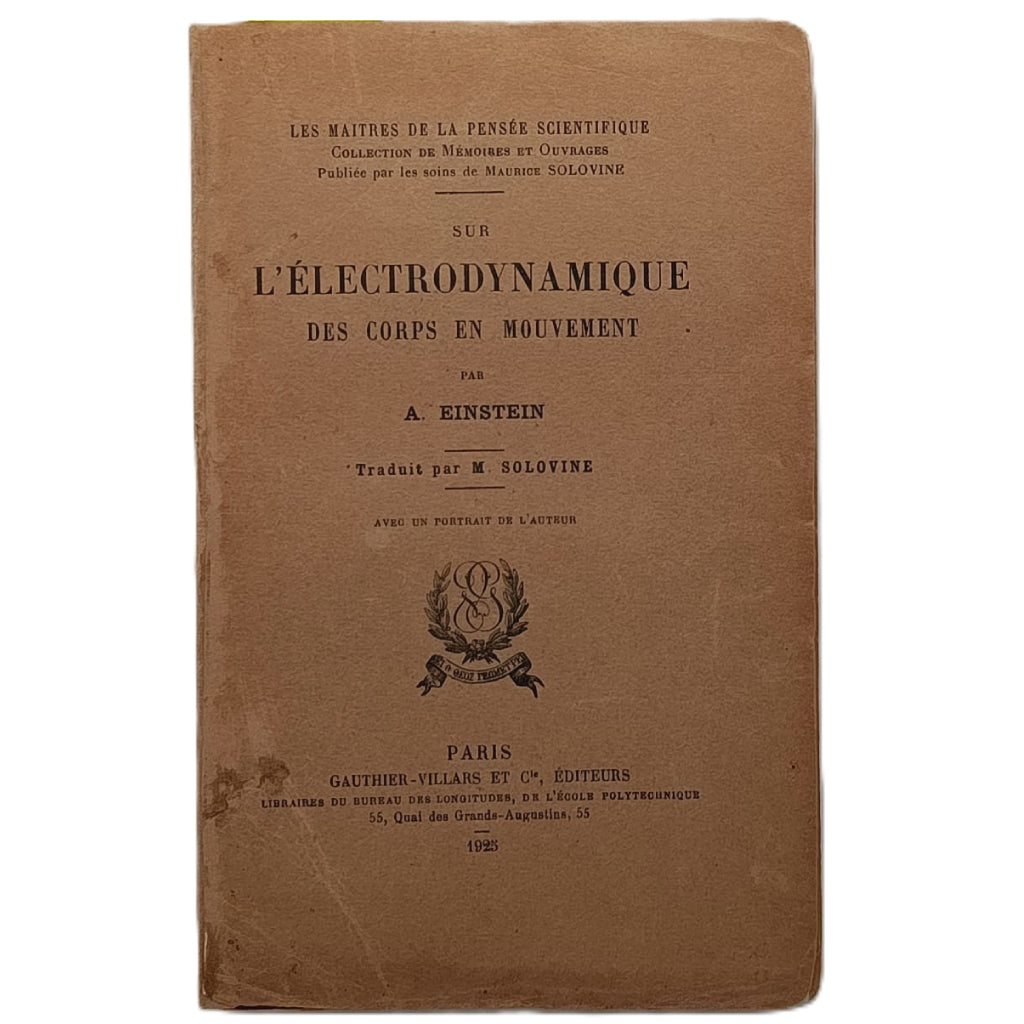 LES MAITRES DE LA PENSÉE SCIENTIFIQUE
COLLECTION DE MÉMOIRES ET OUVRAGES
Publiée par les soins de MAURICE SOLOVINE
SUR
L'ÉLECTRODYNAMIQUE
DES CORPS EN MOUVEMENT
PAR
A. EINSTEIN
Traduit par M. SOLOVINE
AVEC UN PORTRAIT DE L'AUTEUR
PARIS
GAUTHIER-VILLARS ET Cie, ÉDITEURS
LIBRAIRES DU BUREAU DES LONGITUDES, DE L'ÉCOLE POLYTECHNIQUE
55, Quai des Grands-Augustins, 55
1925